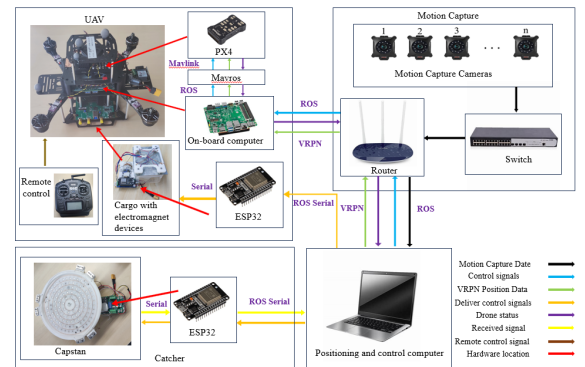 UAV
PX4
Mavlink
Mavros
ROS
On-board computer
Remote
control
Cargo with
electromagnet
devices
Serial
ESP32
ROS
VRPN
ROS Serial
Motion Capture
1 2 3 . . . n
Motion Capture Cameras
Router
Switch
VRPN
ROS
Capstan
Serial
ESP32
ROS Serial
Catcher
Positioning and control computer
Motion Capture Date
Control signals
VRPN Position Data
Deliver control signals
Drone status
Received signal
Remote control signal
Hardware location